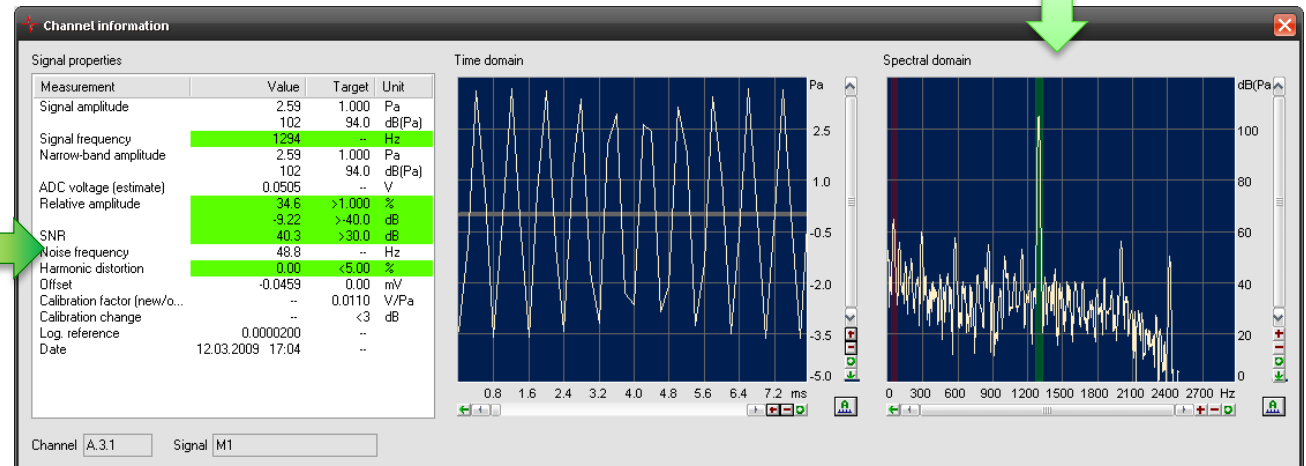 Channel information
Signal properties
Measurement Value Target Unit
Signal amplitude 2.59 1.000 Pa
102 94.0 dB(Pa)
Signal frequency 1294 -- Hz
Narrow-band amplitude 2.59 1.000 Pa
102 94.0 dB(Pa)
ADC voltage (estimate) 0.0505 -- V
Relative amplitude 34.6 >1.000 %
-9.22 >-40.0 dB
SNR 40.3 >30.0 dB
Noise frequency 48.8 -- Hz
Harmonic distortion 0.00 <5.00 %
Offset -0.0459 0.00 mV
Calibration factor (new/o... -- 0.0110 V/Pa
Calibration change -- <3 dB
Log. reference 0.0000200 --
Date 12.03.2009 17:04 --
Time domain
Pa
2.5
1.0
-0.5
-2.0
-3.5
-5.0
0.8 1.6 2.4 3.2 4.0 4.8 5.6 6.4 7.2 ms
A
Spectral domain
dB(Pa
100
80
60
40
20
0
0 300 600 900 1200 1500 1800 2100 2400 2700 Hz
A
Channel A.3.1 Signal M1